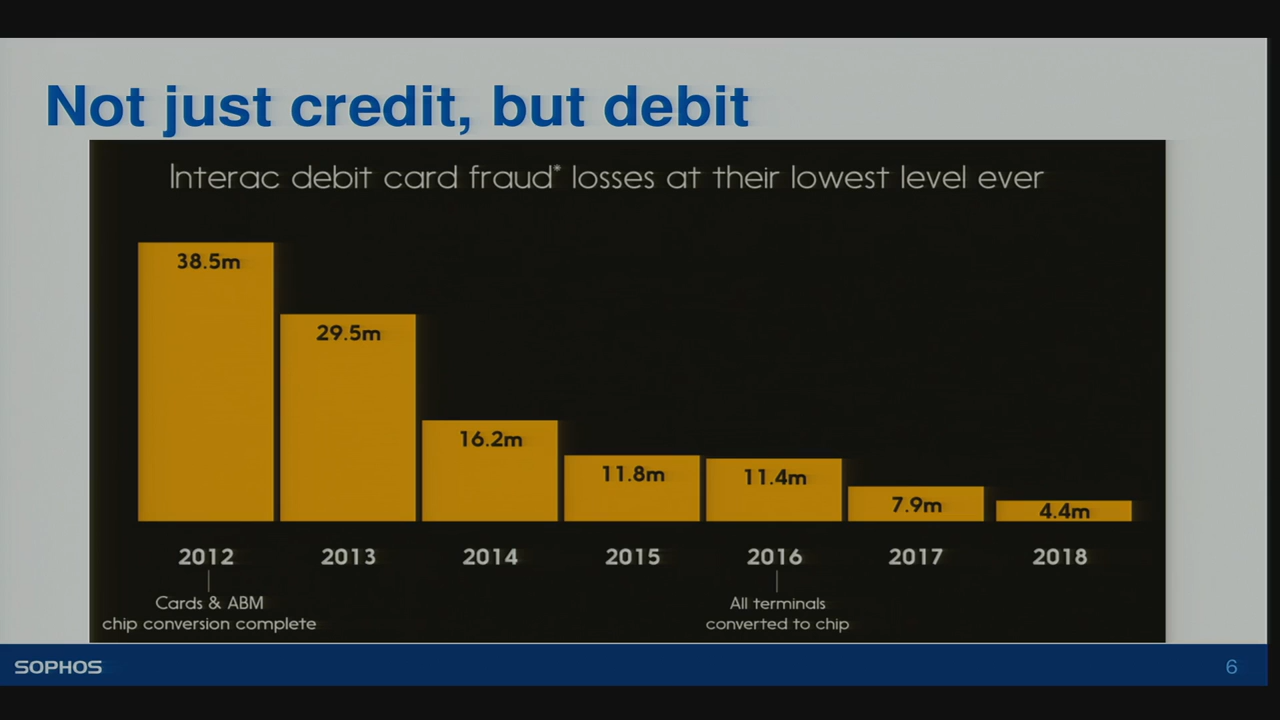 Not just credit, but debit
Interac debit card fraud* losses at their lowest level ever
38.5m
29.5m
16.2m
11.8m
11.4m
7.9m
4.4m
2012
2013
2014
2015
2016
2017
2018
Cards & ABM
chip conversion complete
All terminals
converted to chip
SOPHOS
6